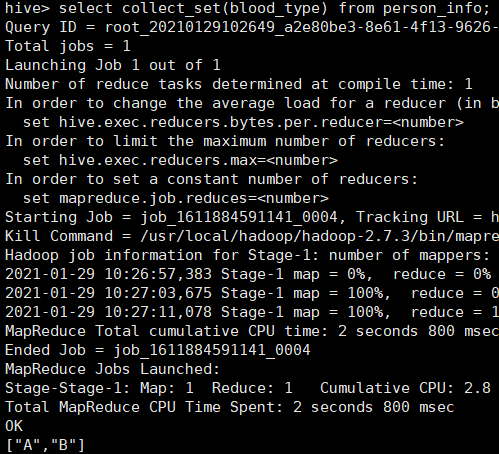 hive> select collect_set(blood_type) from person_info;
Query ID = root_20210129102649_a2e80be3-8e61-4f13-9626-
Total jobs = 1
Launching Job 1 out of 1
Number of reduce tasks determined at compile time: 1
In order to change the average load for a reducer (in b
  set hive.exec.reducers.bytes.per.reducer=<number>
In order to limit the maximum number of reducers:
  set hive.exec.reducers.max=<number>
In order to set a constant number of reducers:
  set mapreduce.job.reduces=<number>
Starting Job = job_1611884591141_0004, Tracking URL = h
Kill Command = /usr/local/hadoop/hadoop-2.7.3/bin/mapre
Hadoop job information for Stage-1: number of mappers:
2021-01-29 10:26:57,383 Stage-1 map = 0%,  reduce = 0%
2021-01-29 10:27:03,675 Stage-1 map = 100%,  reduce = 0
2021-01-29 10:27:11,078 Stage-1 map = 100%,  reduce = 1
MapReduce Total cumulative CPU time: 2 seconds 800 msec
Ended Job = job_1611884591141_0004
MapReduce Jobs Launched:
Stage-Stage-1: Map: 1  Reduce: 1   Cumulative CPU: 2.8
Total MapReduce CPU Time Spent: 2 seconds 800 msec
OK
["A","B"]